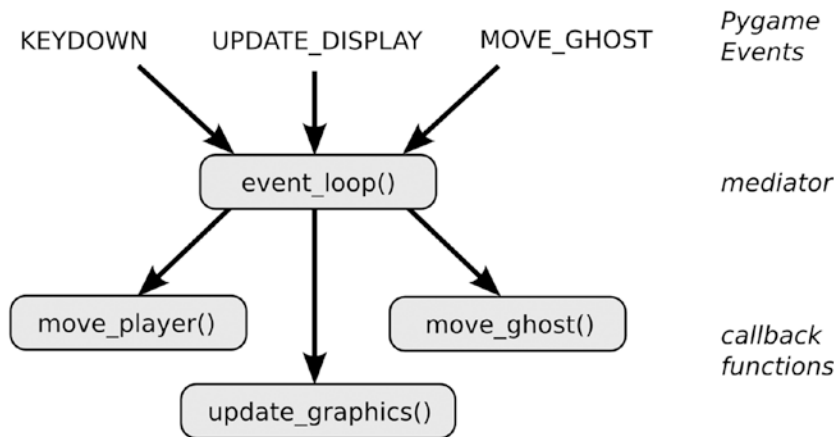 KEYDOWN UPDATE_DISPLAY MOVE_GHOST
Pygame
Events
event_loop()
mediator
move_player()
move_ghost()
callback
functions
update_graphics()